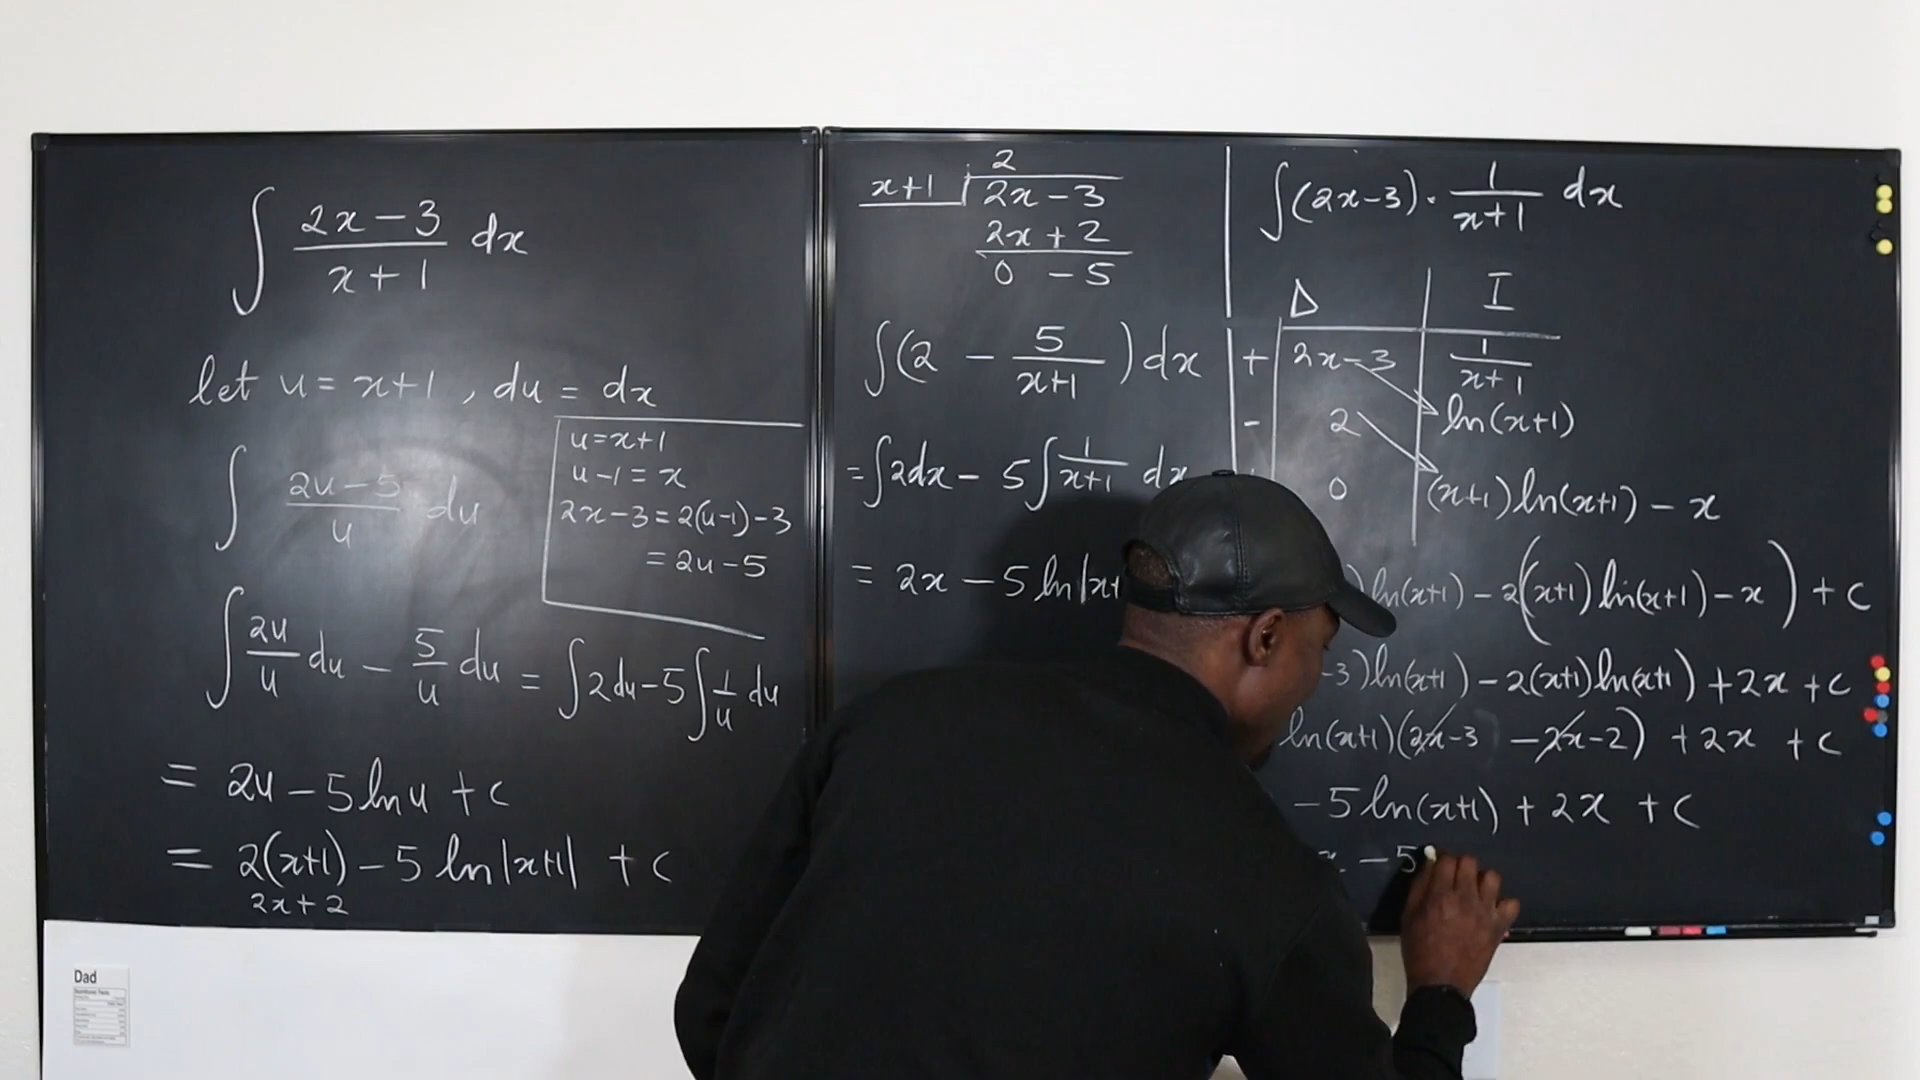 ∫ (2x-3)/(x+1) dx
let u = x+1 , du = dx
∫ (2u-5)/u du
u = x+1
u-1 = x
2x-3 = 2(u-1)-3
= 2u-5
∫ 2u/u du - 5/u du = ∫2du-5∫ 1/u du
= 2u - 5 ln u + c
= 2(x+1) - 5 ln|x+1| + c
2x + 2
2
x+1 2x - 3
2x + 2
0 - 5
∫(2 - 5/(x+1)) dx
= ∫2dx - 5∫ 1/(x+1) dx
= 2x - 5 ln|x+
∫(2x-3) · 1/(x+1) dx
D I
+ 2x-3 1/(x+1)
- 2 ln(x+1)
0 (x+1)ln(x+1) - x
) ln(x+1) - 2((x+1) ln(x+1) - x) + c
-3)ln(x+1) - 2(x+1)ln(x+1) + 2x + c
ln(x+1)(2x-3 -2x-2) + 2x + c
-5 ln(x+1) + 2x + c
x - 5
Dad